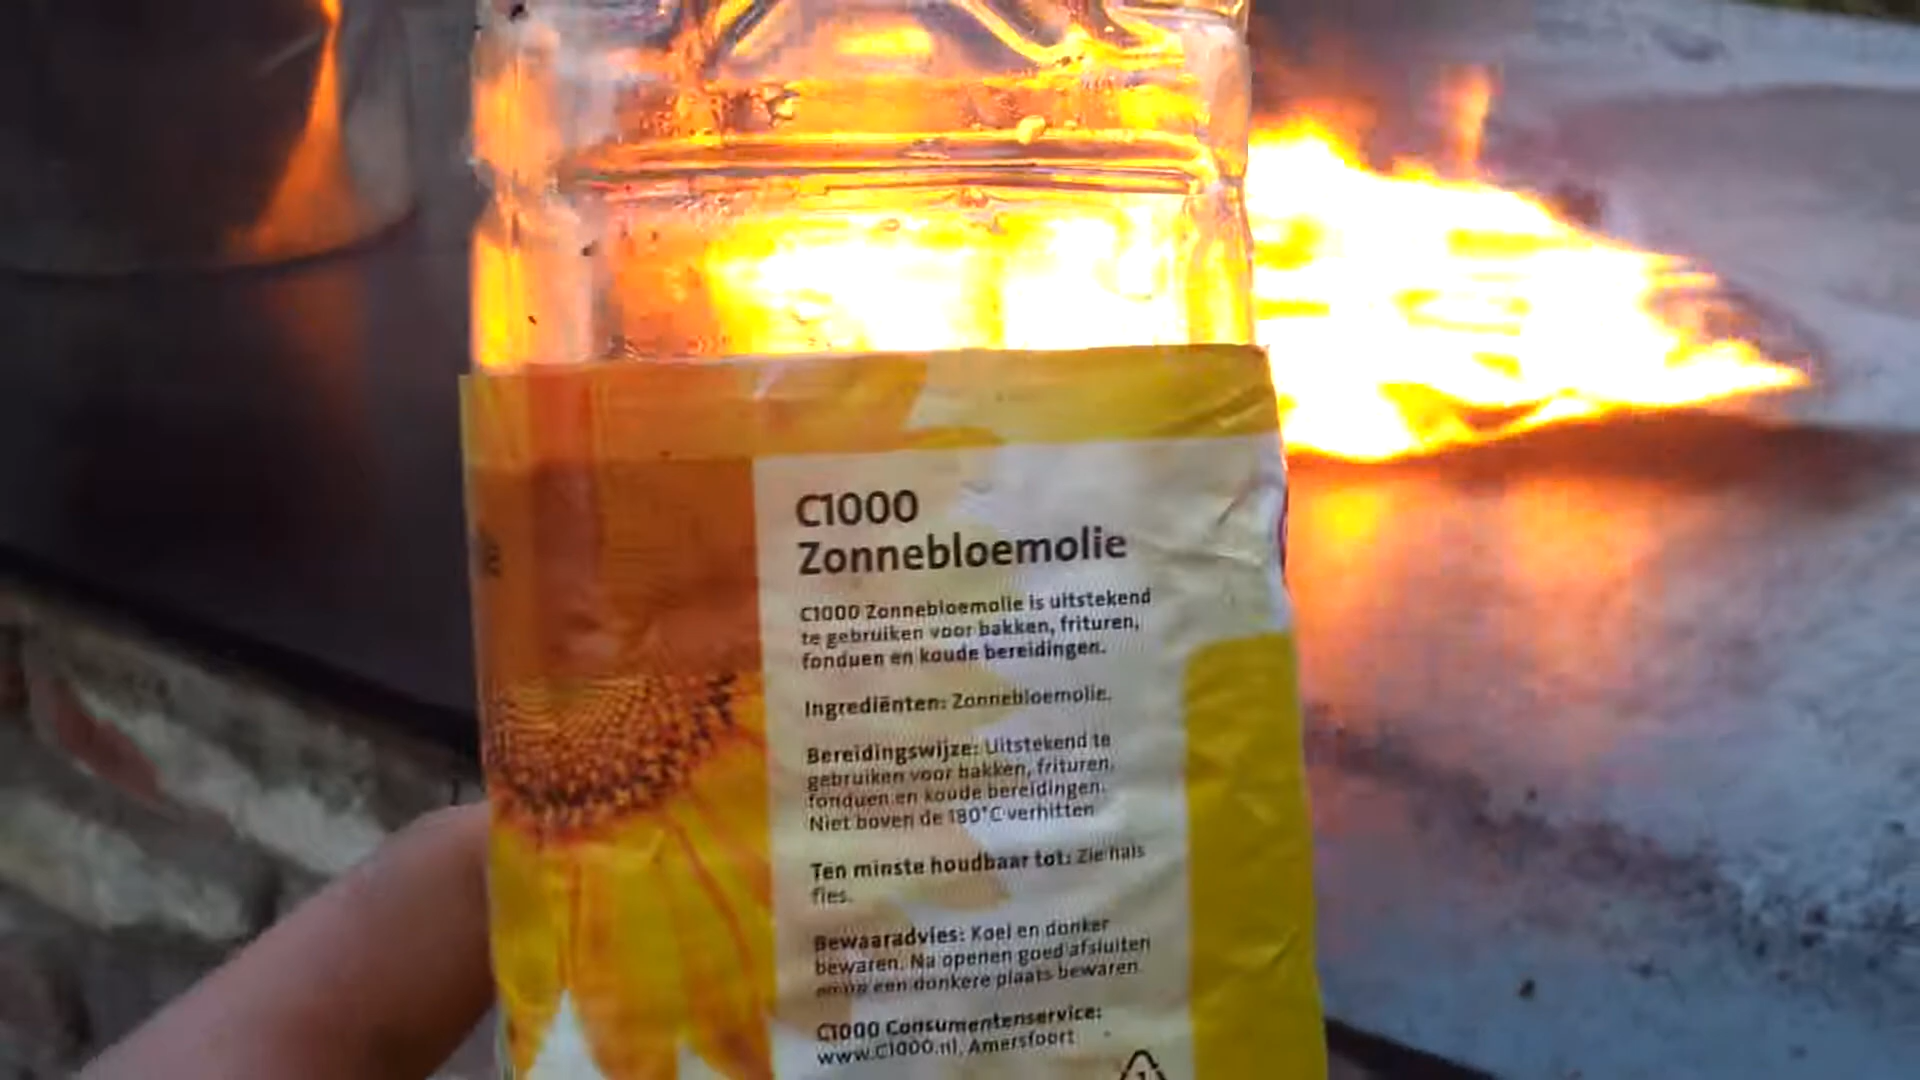 C1000
Zonnebloemolie
C1000 Zonnebloemolie is uitstekend
te gebruiken voor bakken, frituren,
fonduen en koude bereidingen.
Ingrediënten: Zonnebloemolie.
Bereidingswijze: Uitstekend te
gebruiken voor bakken, frituren,
fonduen en koude bereidingen.
Niet boven de 180°C verhitten
Ten minste houdbaar tot: Zie hals
fles.
Bewaaradvies: Koel en donker
bewaren. Na openen goed afsluiten
een donkere plaats bewaren.
C1000 Consumentenservice:
www.C1000.nl, Amersfoort
1